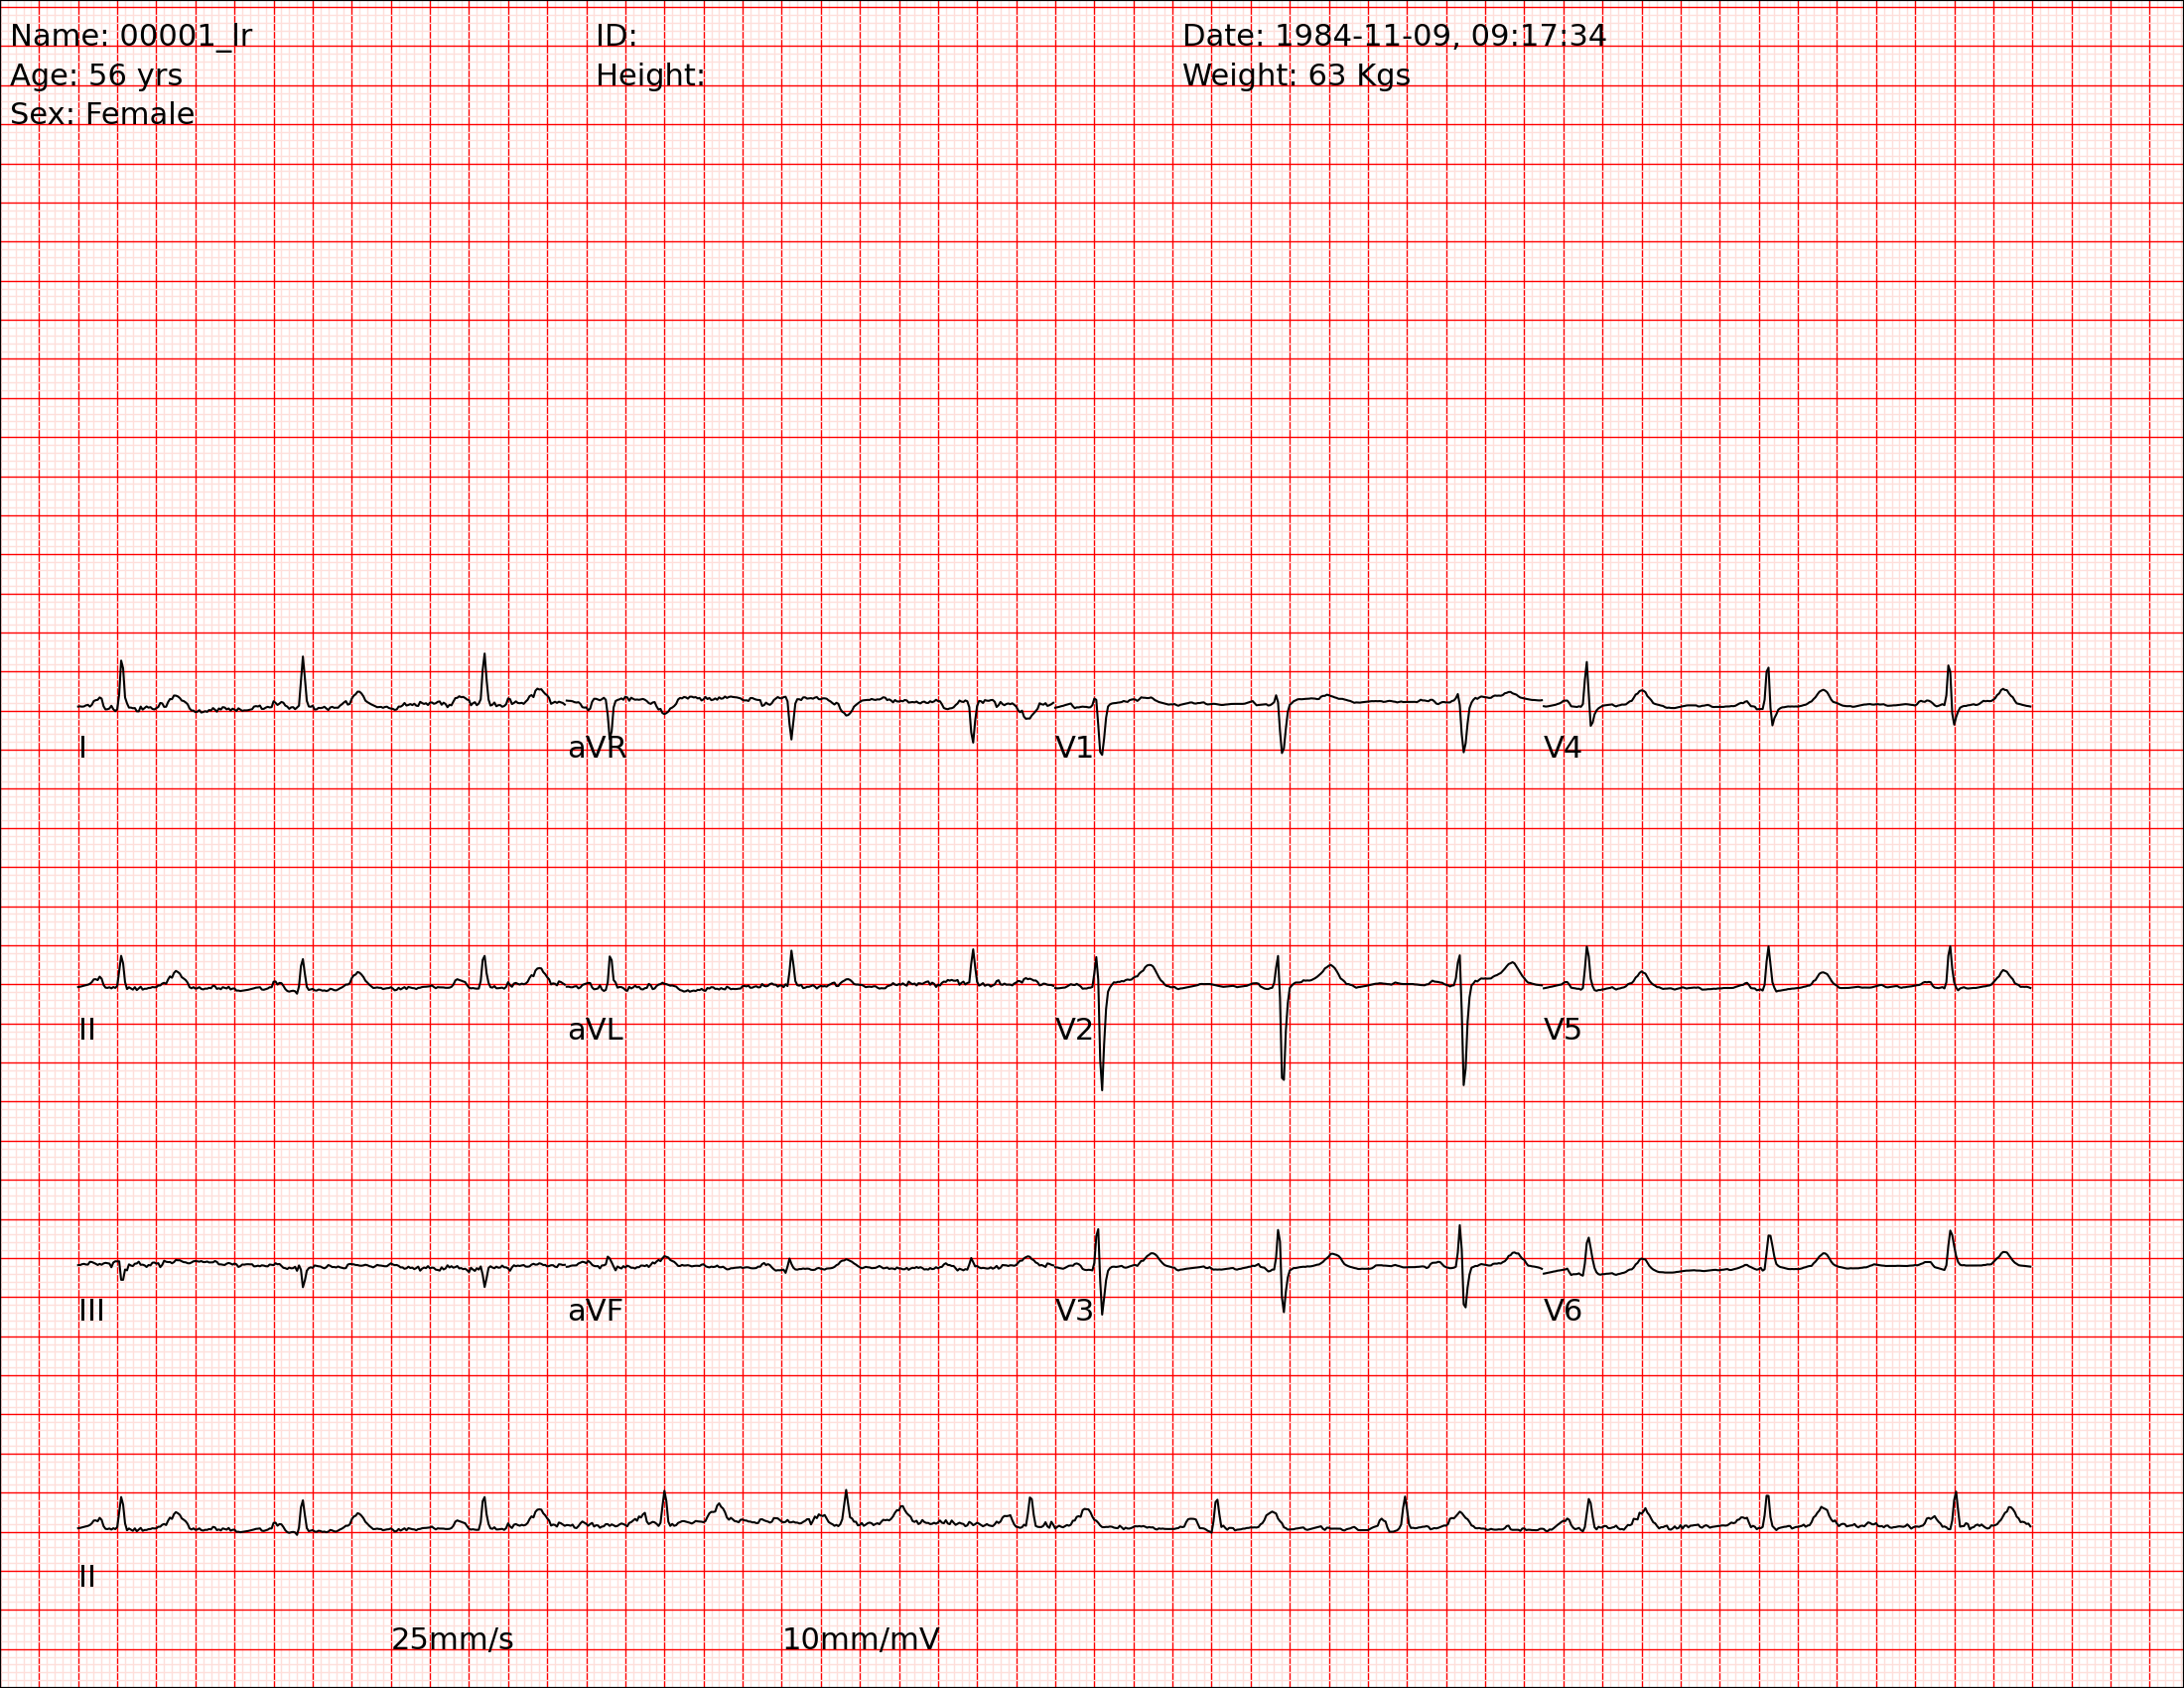 Name: 00001_lr ID: Date: 1984-11-09, 09:17:34
Age: 56 yrs Height: Weight: 63 Kgs
Sex: Female
I aVR V1 V4
II aVL V2 V5
III aVF V3 V6
II
25mm/s 10mm/mV